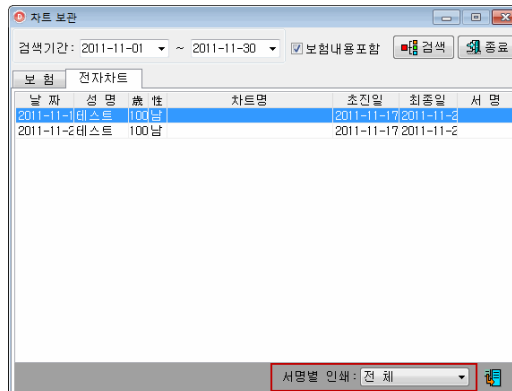 차트 보관
검색기간: 2011-11-01 ~ 2011-11-30 보험내용포함 검색 종료
보 험 전자차트
날 짜 성 명 歲 性 차트명 초진일 최종일 서 명
2011-11-1 테스트 100 남 2011-11-17 2011-11-2
2011-11-2 테스트 100 남 2011-11-17 2011-11-2
서명별 인쇄: 전 체